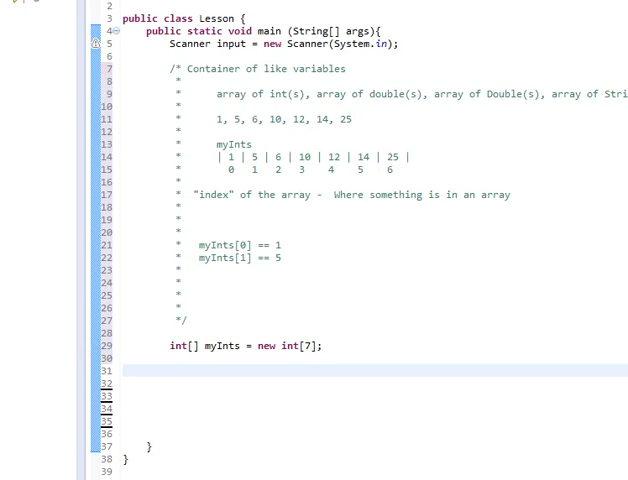 2
3 public class Lesson {
4 public static void main (String[] args){
5 Scanner input = new Scanner(System.in);
6
7 /* Container of like variables
8 *
9 * array of int(s), array of double(s), array of Double(s), array of Stri
10 *
11 * 1, 5, 6, 10, 12, 14, 25
12 *
13 * myInts
14 * | 1 | 5 | 6 | 10 | 12 | 14 | 25 |
15 * 0 1 2 3 4 5 6
16 *
17 * "index" of the array - Where something is in an array
18 *
19 *
20 *
21 * myInts[0] == 1
22 * myInts[1] == 5
23 *
24 *
25 *
26 *
27 */
28
29 int[] myInts = new int[7];
30
31
32
33
34
35
36
37 }
38 }
39